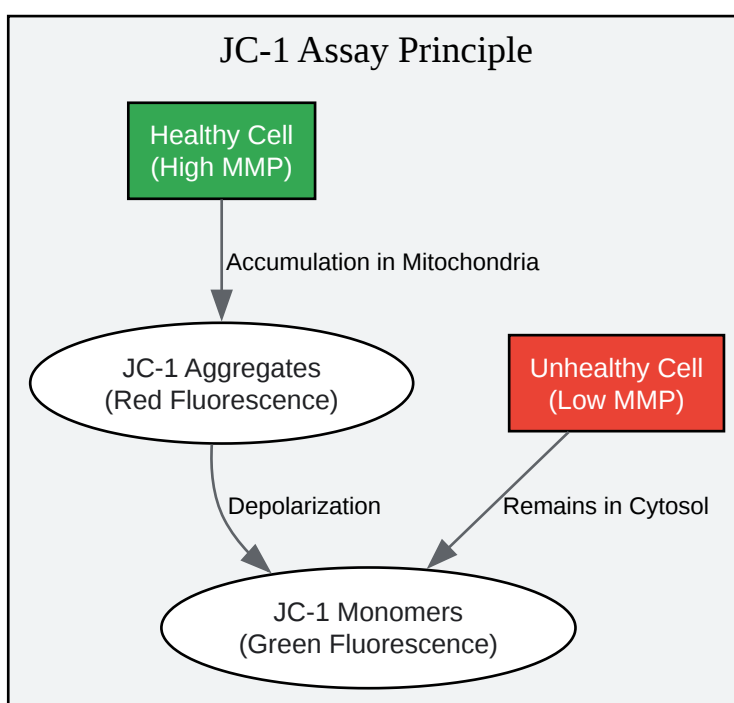 JC-1 Assay Principle
Healthy Cell
(High MMP)
Accumulation in Mitochondria
JC-1 Aggregates
(Red Fluorescence)
Unhealthy Cell
(Low MMP)
Depolarization
Remains in Cytosol
JC-1 Monomers
(Green Fluorescence)